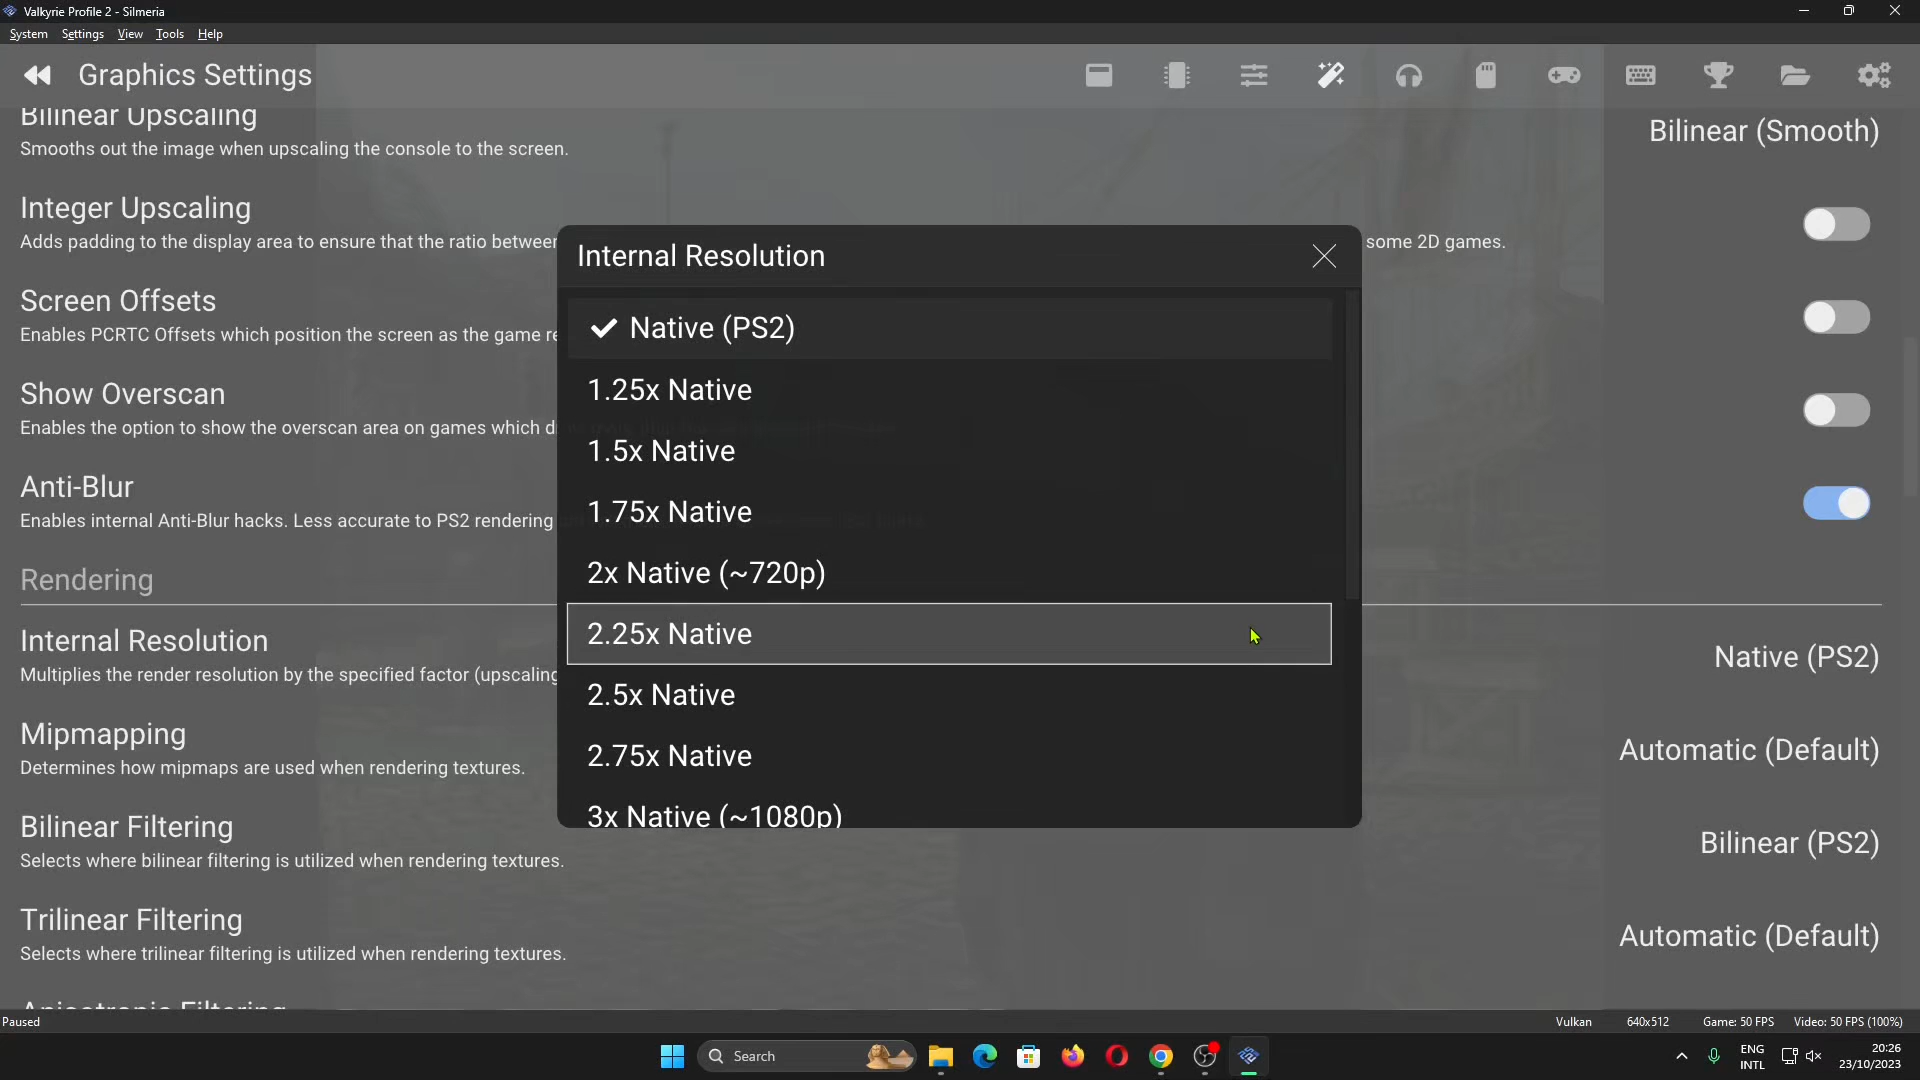 Valkyrie Profile 2 - Silmeria
System Settings View Tools Help
Graphics Settings
Bilinear Upscaling
Smooths out the image when upscaling the console to the screen.
Bilinear (Smooth)
Integer Upscaling
Adds padding to the display area to ensure that the ratio between
some 2D games.
Screen Offsets
Enables PCRTC Offsets which position the screen as the game re
Show Overscan
Enables the option to show the overscan area on games which d
Anti-Blur
Enables internal Anti-Blur hacks. Less accurate to PS2 rendering
Rendering
Internal Resolution
Multiplies the render resolution by the specified factor (upscaling
Native (PS2)
Mipmapping
Determines how mipmaps are used when rendering textures.
Automatic (Default)
Bilinear Filtering
Selects where bilinear filtering is utilized when rendering textures.
Bilinear (PS2)
Trilinear Filtering
Selects where trilinear filtering is utilized when rendering textures.
Automatic (Default)
Anisotropic Filtering
Internal Resolution
Native (PS2)
1.25x Native
1.5x Native
1.75x Native
2x Native (~720p)
2.25x Native
2.5x Native
2.75x Native
3x Native (~1080p)
Paused
Vulkan 640x512 Game: 50 FPS Video: 50 FPS (100%)
Search
ENG
INTL
20:26
23/10/2023